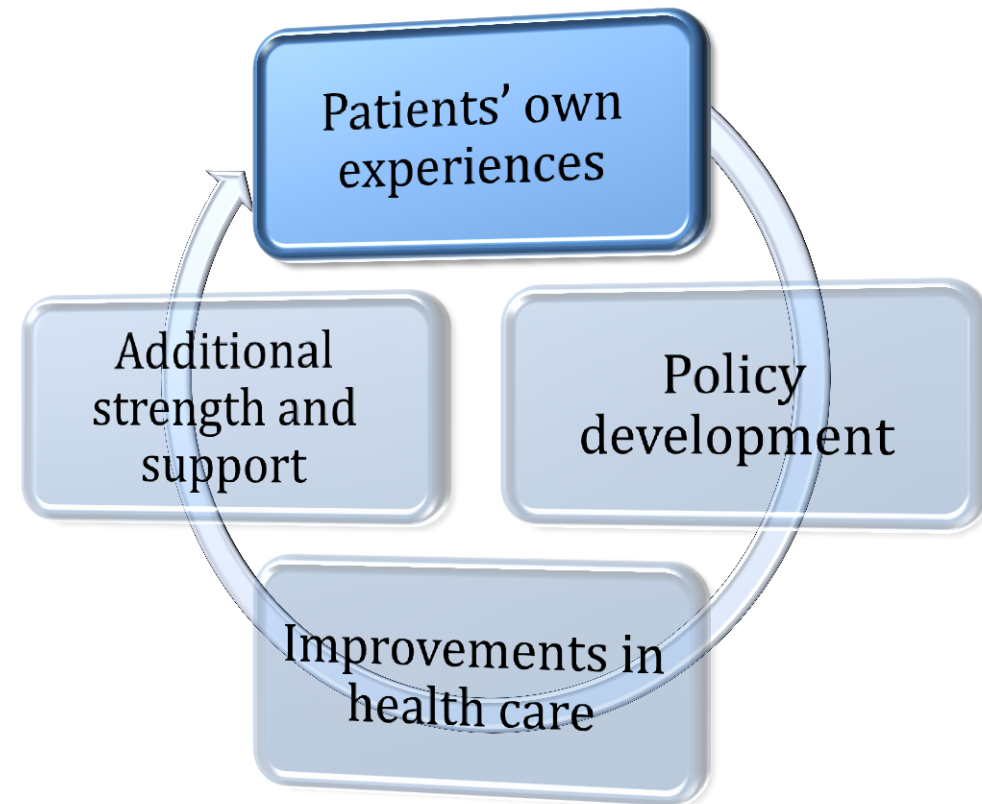 Patients’ own
experiences
Policy
development
Improvements in
health care
Additional
strength and
support